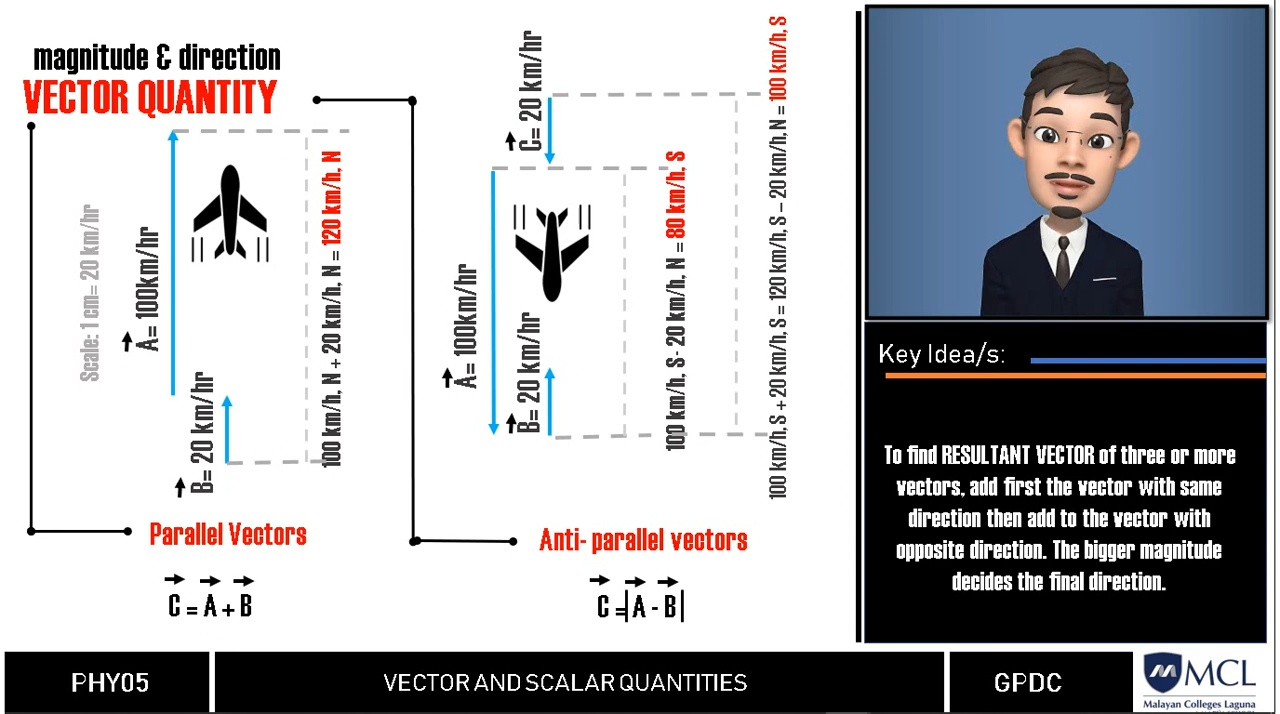 magnitude & direction
VECTOR QUANTITY
Scale: 1 cm= 20 km/hr
A= 100km/hr
B= 20 km/hr
100 km/h, N + 20 km/h, N = 120 km/h, N
Parallel Vectors
C = A + B
C= 20 km/hr
A= 100km/hr
B= 20 km/hr
100 km/h, S- 20 km/h, N = 80 km/h, S
100 km/h, S + 20 km/h, S = 120 km/h, S – 20 km/h, N = 100 km/h, S
Anti- parallel vectors
C =|A - B|
Key Idea/s:
To find RESULTANT VECTOR of three or more
vectors, add first the vector with same
direction then add to the vector with
opposite direction. The bigger magnitude
decides the final direction.
PHY05
VECTOR AND SCALAR QUANTITIES
GPDC
MCL
Malayan Colleges Laguna